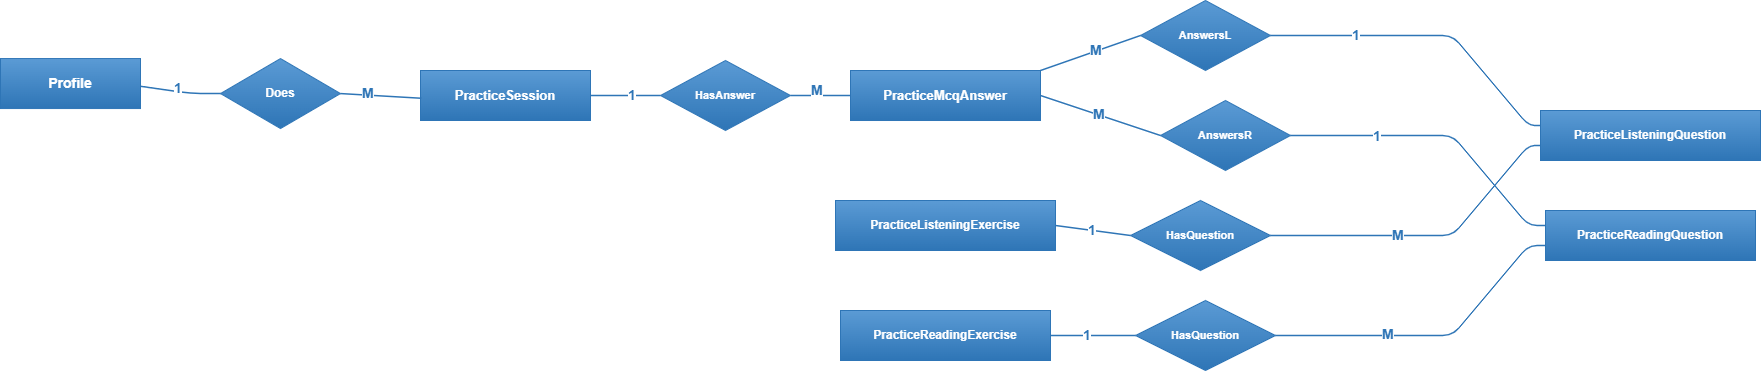 Profile
1
Does
M
PracticeSession
1
HasAnswer
M
PracticeMcqAnswer
M
AnswersL
1
M
AnswersR
1
PracticeListeningQuestion
PracticeListeningExercise
1
HasQuestion
M
PracticeReadingQuestion
PracticeReadingExercise
1
HasQuestion
M